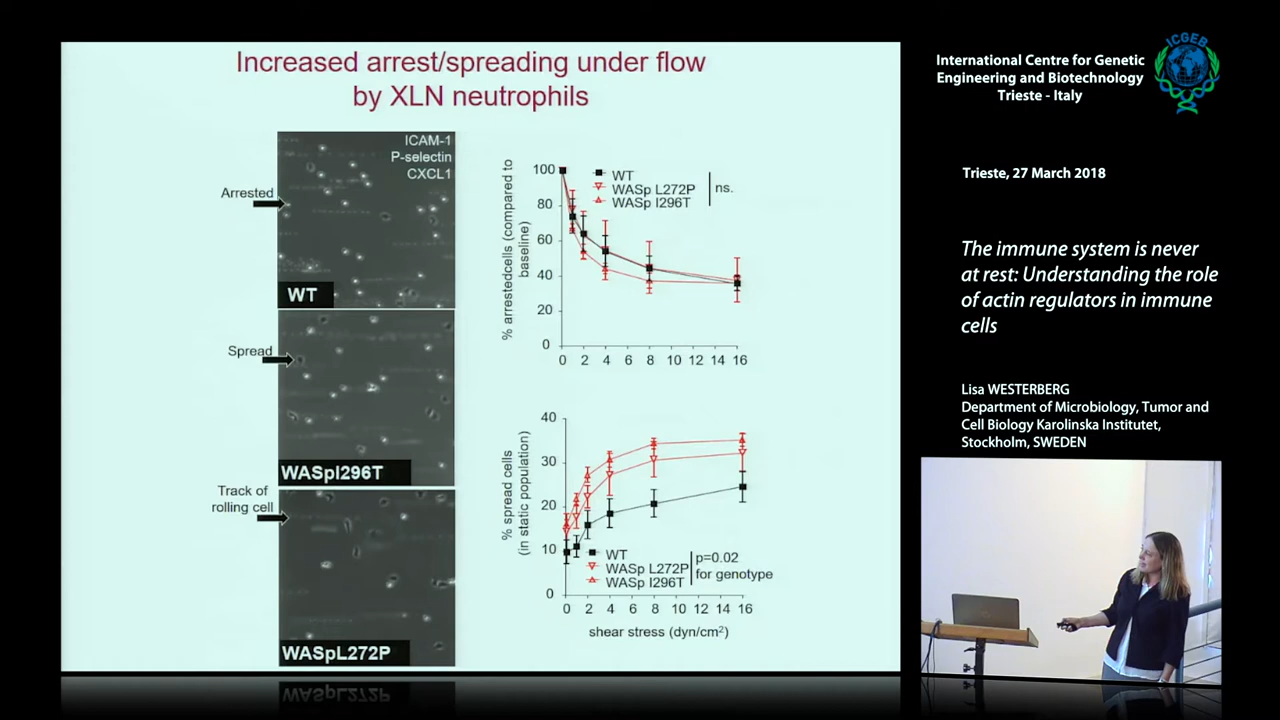 Increased arrest/spreading under flow
by XLN neutrophils
ICAM-1
P-selectin
CXCL1
Arrested
WT
Spread
WASpI296T
Track of
rolling cell
WASpL272P
% arrestedcells (compared to
baseline)
100
80
60
40
20
0
WT
WASp L272P
WASp I296T
ns.
0 2 4 6 8 10 12 14 16
% spread cells
(in static population)
40
30
20
10
0
WT
WASp L272P
WASp I296T
p=0.02
for genotype
0 2 4 6 8 10 12 14 16
shear stress (dyn/cm²)
International Centre for Genetic
Engineering and Biotechnology
Trieste - Italy
ICGEB
Trieste, 27 March 2018
The immune system is never
at rest: Understanding the role
of actin regulators in immune
cells
Lisa WESTERBERG
Department of Microbiology, Tumor and
Cell Biology Karolinska Institutet,
Stockholm, SWEDEN